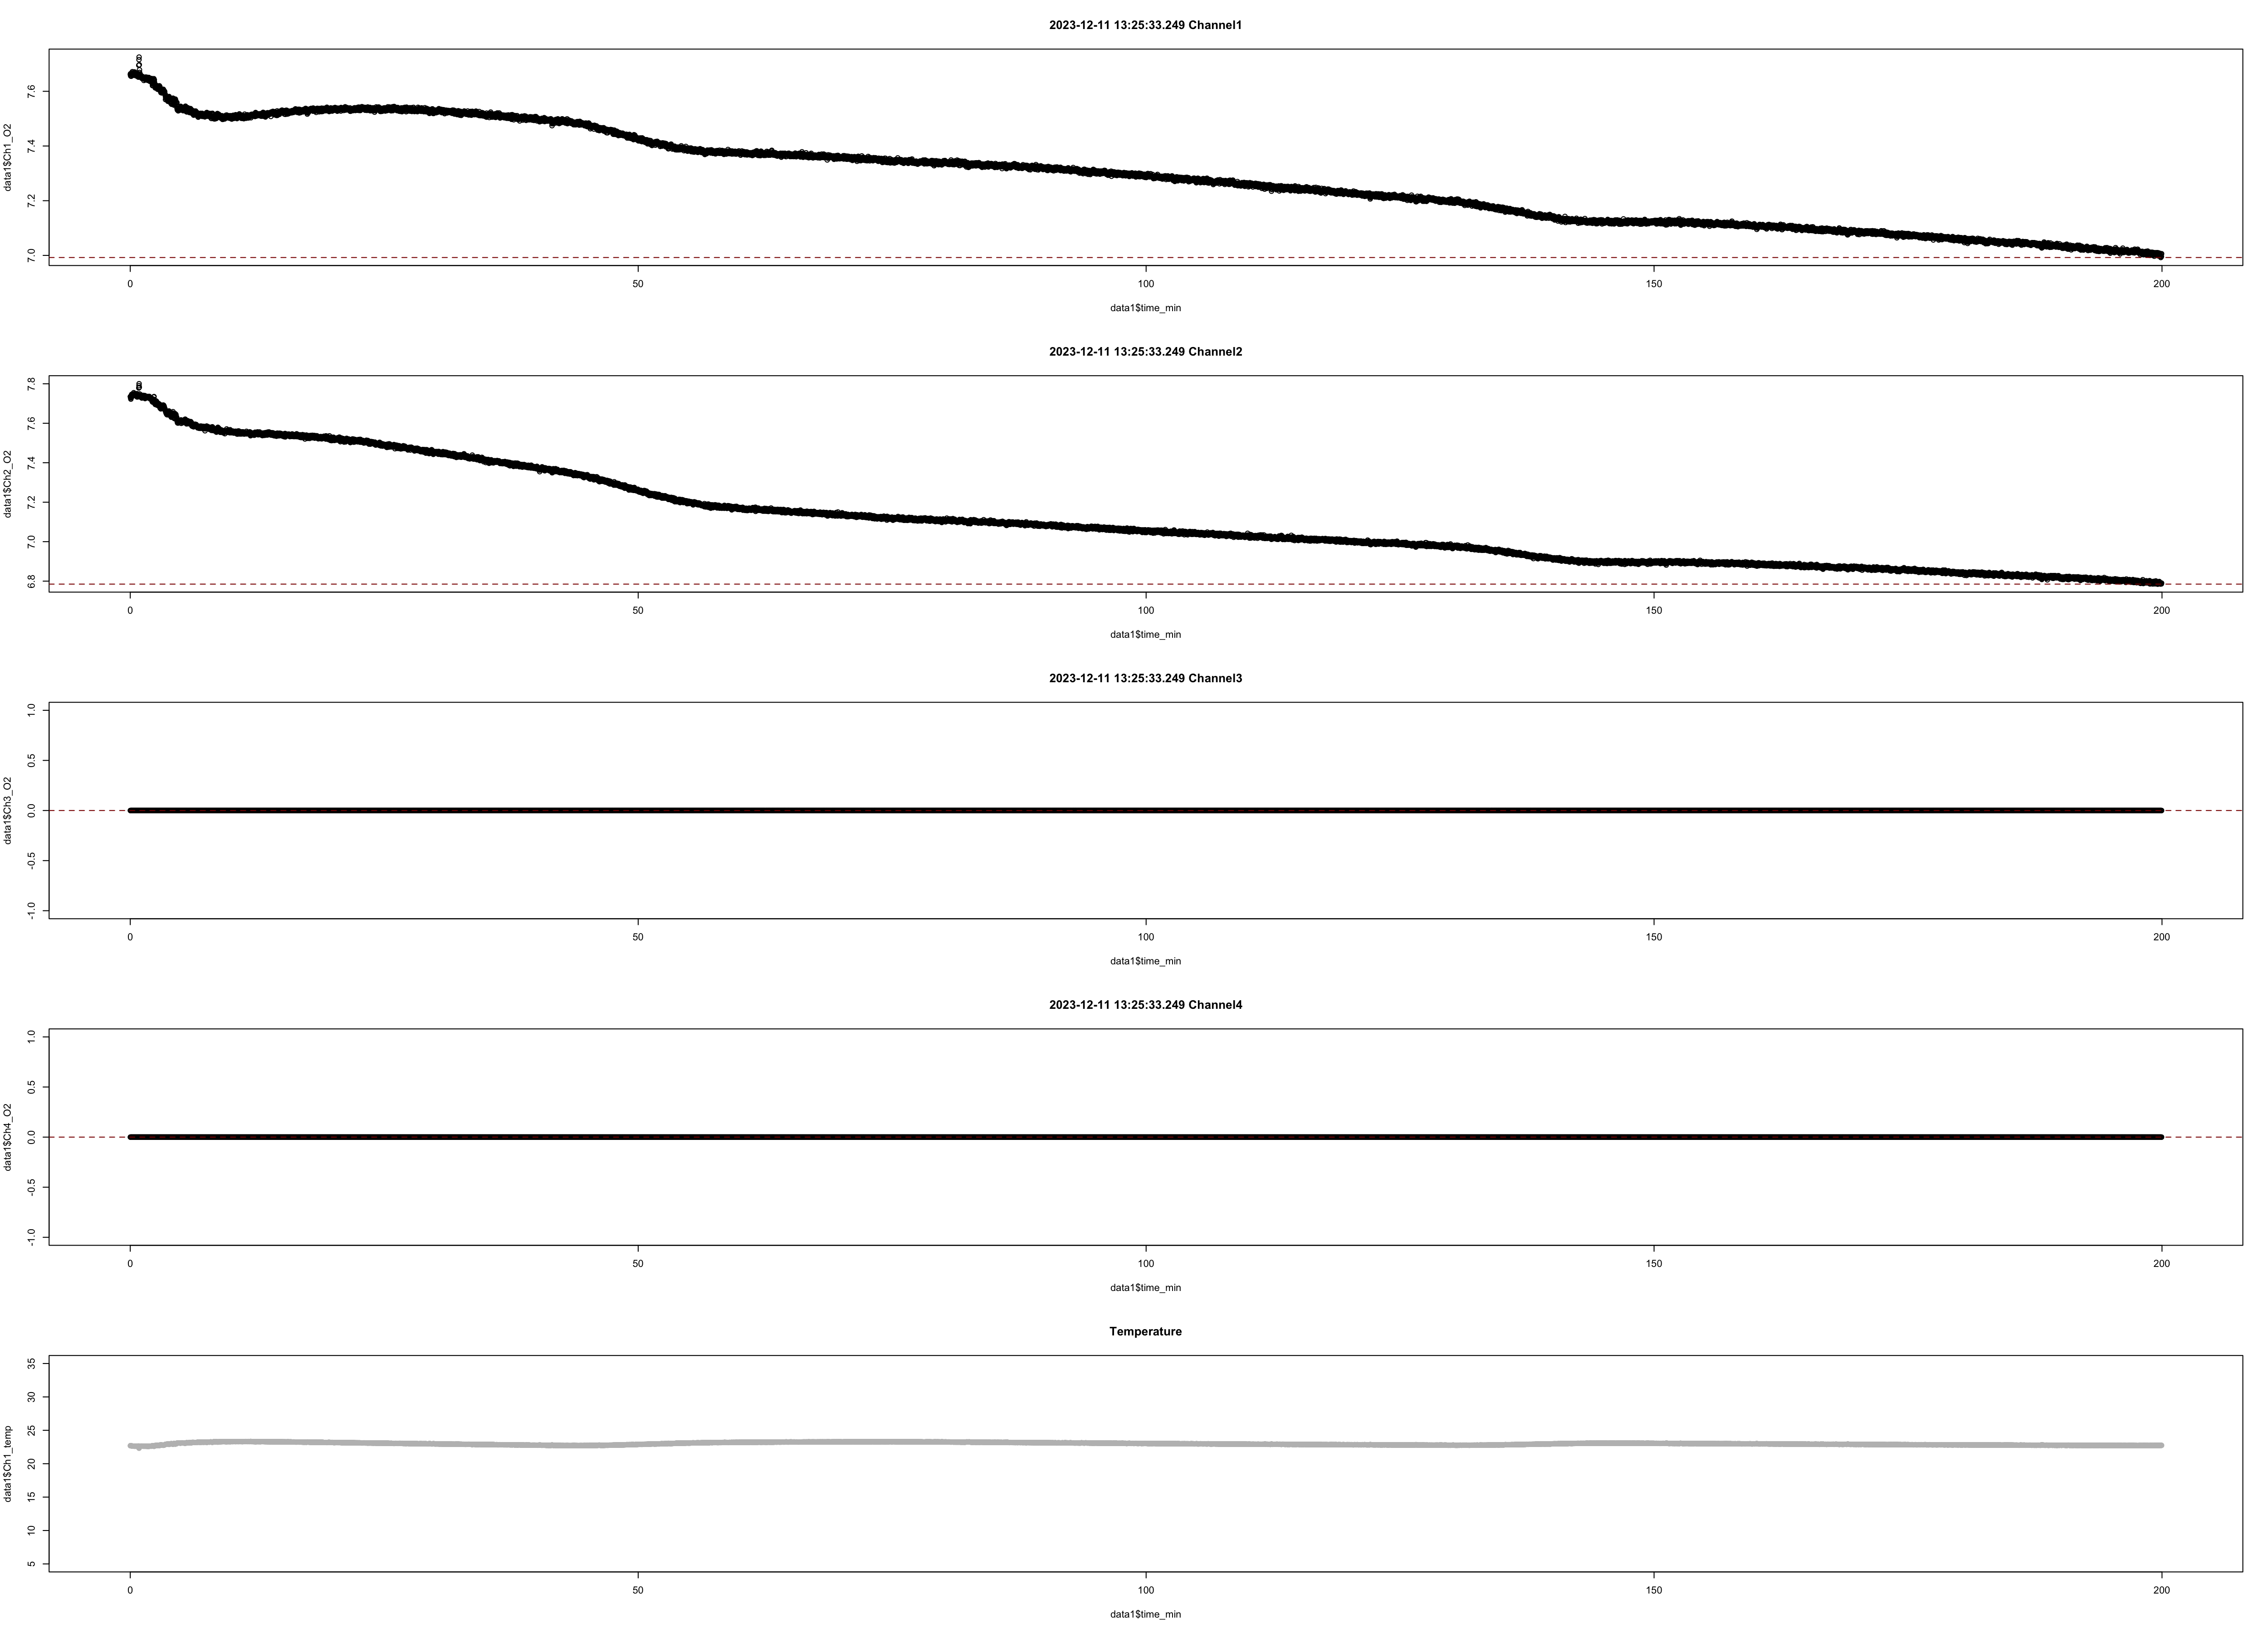 2023-12-11 13:25:33.249 Channel1
data1$Ch1_O2
7.6
7.4
7.2
7.0
0 50 100 150 200
data1$time_min
2023-12-11 13:25:33.249 Channel2
data1$Ch2_O2
7.8
7.6
7.4
7.2
7.0
6.8
0 50 100 150 200
data1$time_min
2023-12-11 13:25:33.249 Channel3
data1$Ch3_O2
1.0
0.5
0.0
-0.5
-1.0
0 50 100 150 200
data1$time_min
2023-12-11 13:25:33.249 Channel4
data1$Ch4_O2
1.0
0.5
0.0
-0.5
-1.0
0 50 100 150 200
data1$time_min
Temperature
data1$Ch1_temp
35
30
25
20
15
10
5
0 50 100 150 200
data1$time_min